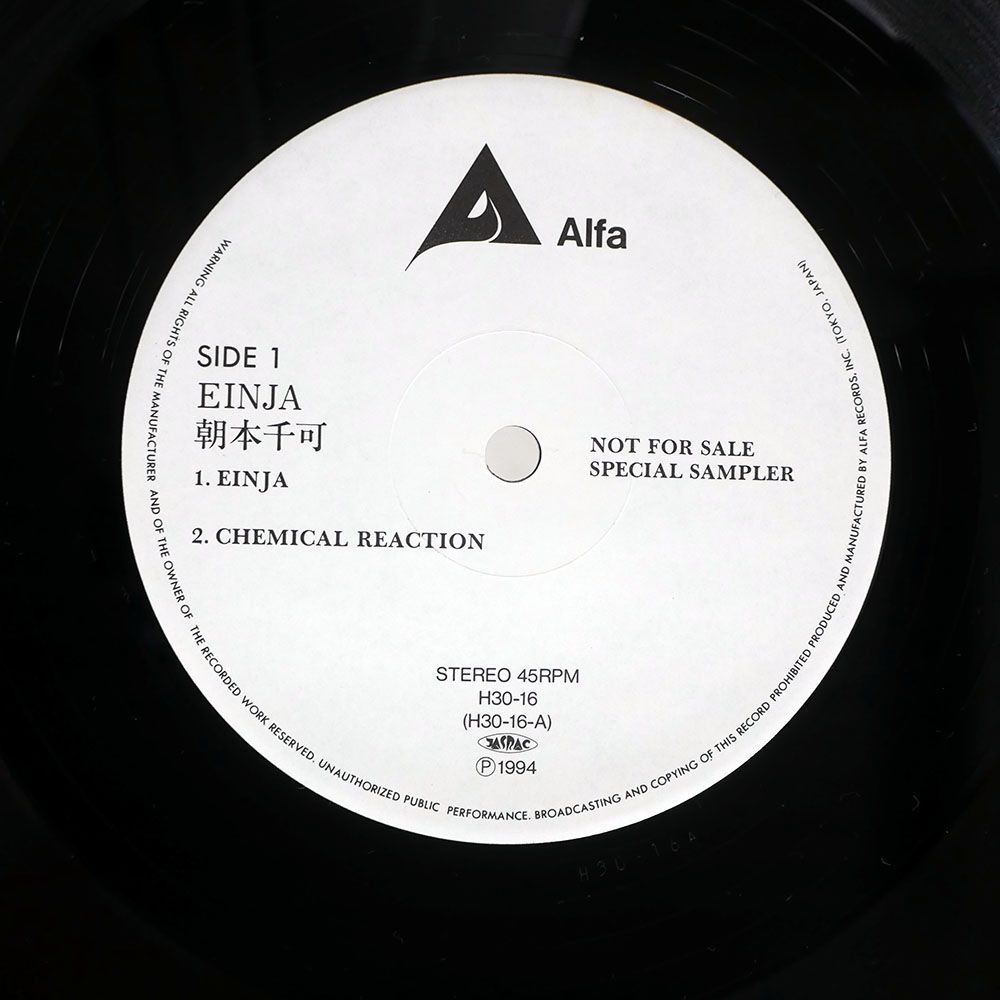 Alfa
SIDE 1
EINJA
朝本千可
1. EINJA
2. CHEMICAL REACTION
NOT FOR SALE
SPECIAL SAMPLER
STEREO 45RPM
H30-16
(H30-16-A)
JASRAC
Ⓟ1994
WARNING ALL RIGHTS OF THE MANUFACTURER AND OF THE OWNER OF THE RECORDED WORK RESERVED. UNAUTHORIZED PUBLIC PERFORMANCE. BROADCASTING AND COPYING OF THIS RECORD PROHIBITED PRODUCED AND MANUFACTURED BY ALFA RECORDS, INC. (TOKYO, JAPAN)
H30-16A